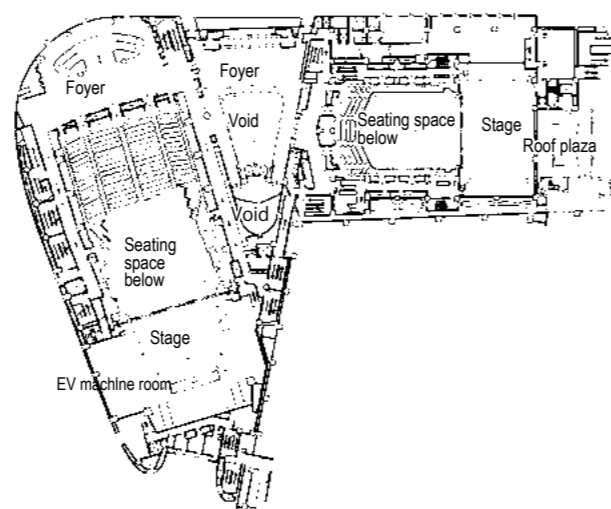 Foyer
Foyer
Void
Seating space
below
Stage
Roof plaza
Void
Seating
space
below
Stage
EV machine room